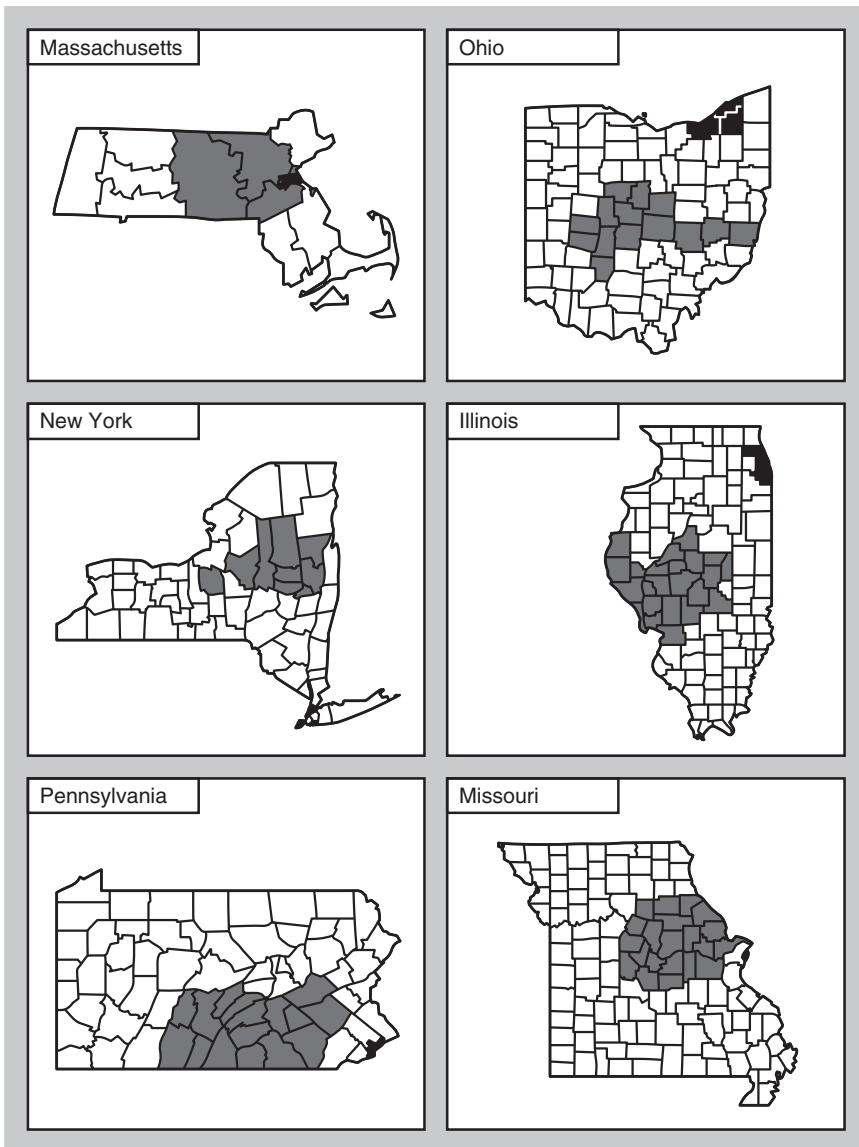 Massachusetts
Ohio
New York
Illinois
Pennsylvania
Missouri